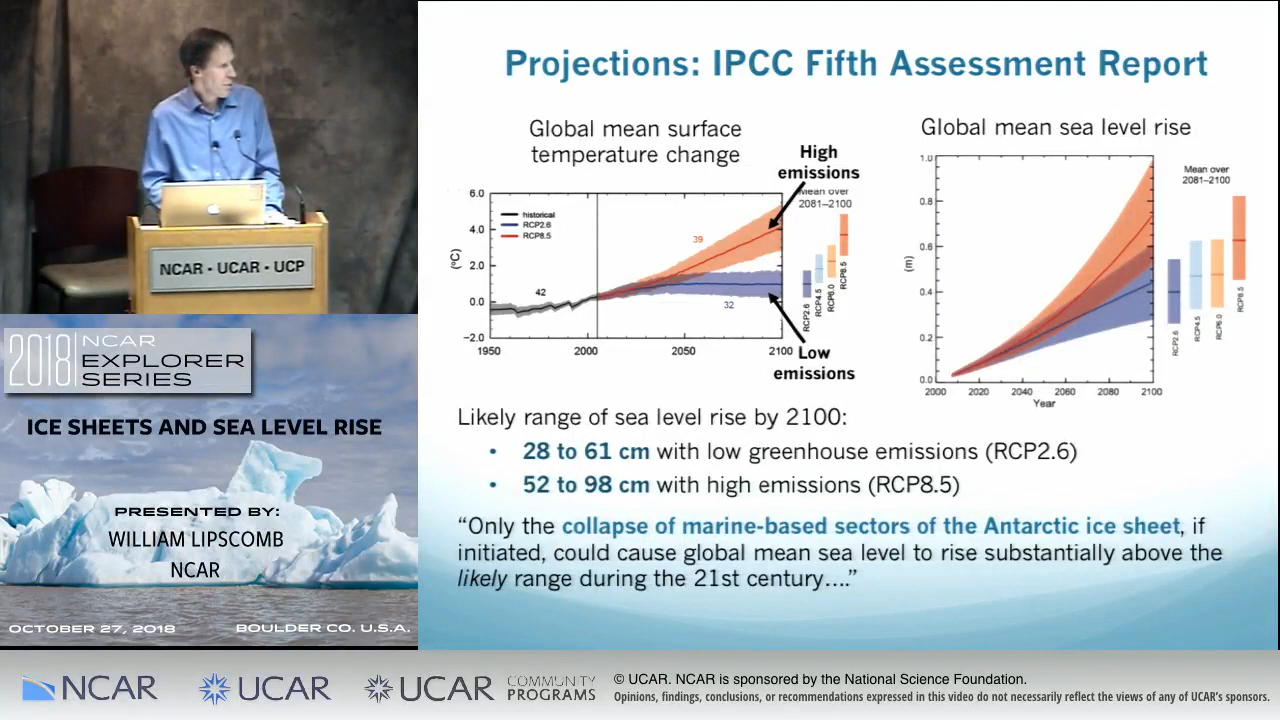 Projections: IPCC Fifth Assessment Report
Global mean surface
temperature change
High
emissions
Mean over
2081–2100
6.0
4.0
2.0
0.0
−2.0
(°C)
historical
RCP2.6
RCP8.5
42
39
32
1950
2000
2050
2100
RCP2.6
RCP4.5
RCP6.0
RCP8.5
Low
emissions
Global mean sea level rise
Mean over
2081–2100
1.0
0.8
0.6
0.4
0.2
0.0
(m)
2000
2020
2040
2060
2080
2100
Year
RCP2.6
RCP4.5
RCP6.0
RCP8.5
Likely range of sea level rise by 2100:
• 28 to 61 cm with low greenhouse emissions (RCP2.6)
• 52 to 98 cm with high emissions (RCP8.5)
“Only the collapse of marine-based sectors of the Antarctic ice sheet, if
initiated, could cause global mean sea level to rise substantially above the
likely range during the 21st century….”
NCAR • UCAR • UCP
2018
NCAR
EXPLORER
SERIES
ICE SHEETS AND SEA LEVEL RISE
PRESENTED BY:
WILLIAM LIPSCOMB
NCAR
OCTOBER 27, 2018
BOULDER CO. U.S.A.
NCAR
UCAR
UCAR
COMMUNITY
PROGRAMS
© UCAR. NCAR is sponsored by the National Science Foundation.
Opinions, findings, conclusions, or recommendations expressed in this video do not necessarily reflect the views of any of UCAR's sponsors.